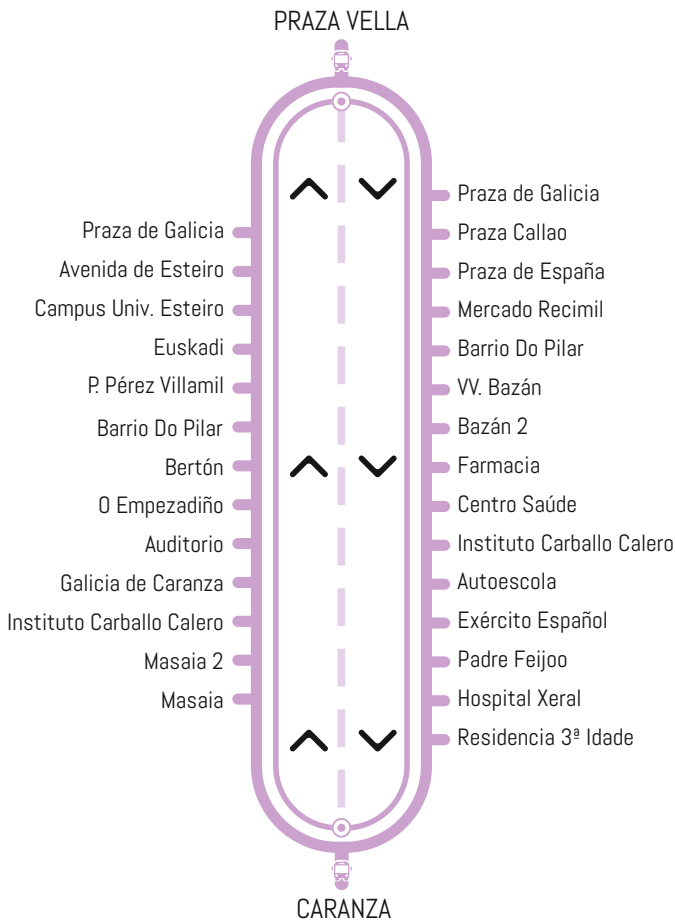 PRAZA VELLA
Praza de Galicia
Avenida de Esteiro
Campus Univ. Esteiro
Euskadi
P. Pérez Villamil
Barrio Do Pilar
Bertón
O Empezadiño
Auditorio
Galicia de Caranza
Instituto Carballo Calero
Masaia 2
Masaia
Praza de Galicia
Praza Callao
Praza de España
Mercado Recimil
Barrio Do Pilar
VV. Bazán
Bazán 2
Farmacia
Centro Saúde
Instituto Carballo Calero
Autoescola
Exército Español
Padre Feijoo
Hospital Xeral
Residencia 3ª Idade
CARANZA